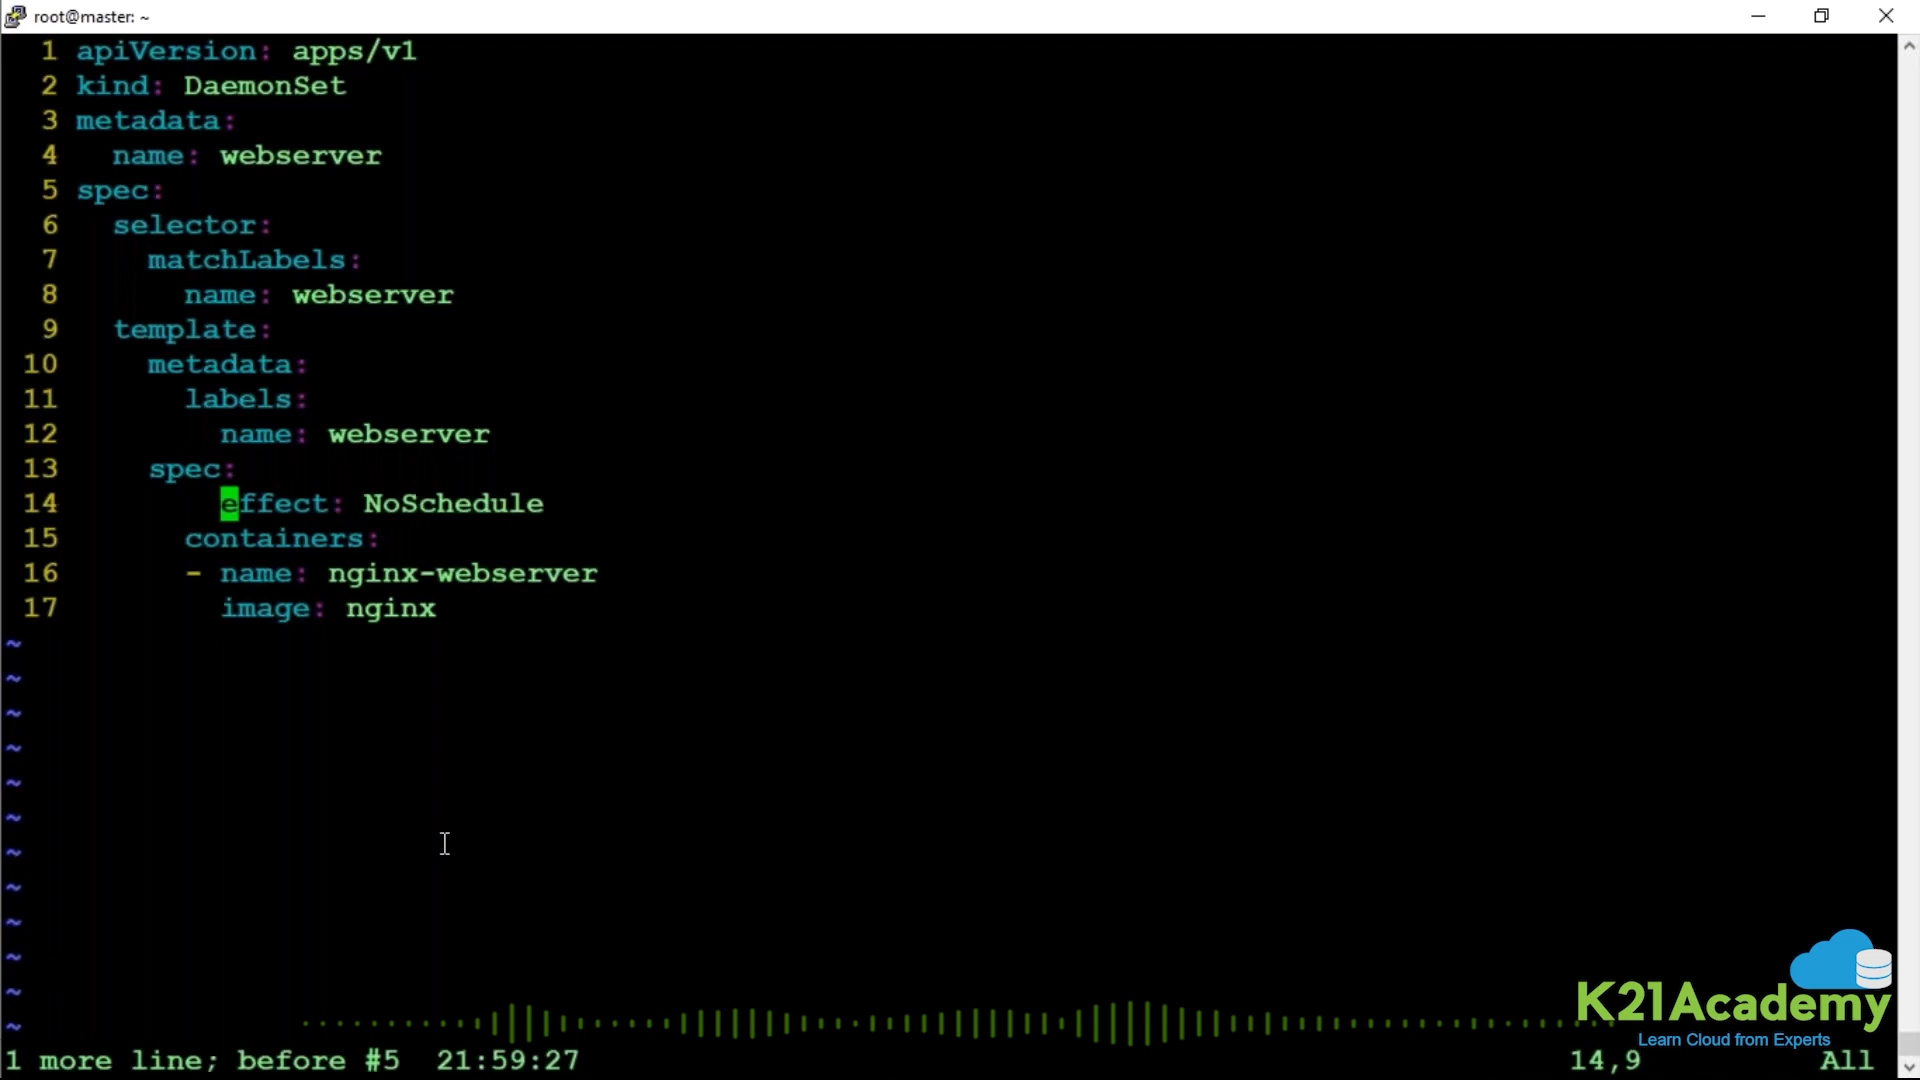 root@master: ~
1 apiVersion: apps/v1
2 kind: DaemonSet
3 metadata:
4   name: webserver
5 spec:
6   selector:
7     matchLabels:
8       name: webserver
9   template:
10     metadata:
11       labels:
12         name: webserver
13     spec:
14         effect: NoSchedule
15       containers:
16       - name: nginx-webserver
17         image: nginx
~
~
~
~
~
~
~
~
~
~
~
~
K21Academy
Learn Cloud from Experts
1 more line; before #5  21:59:27 14,9 All